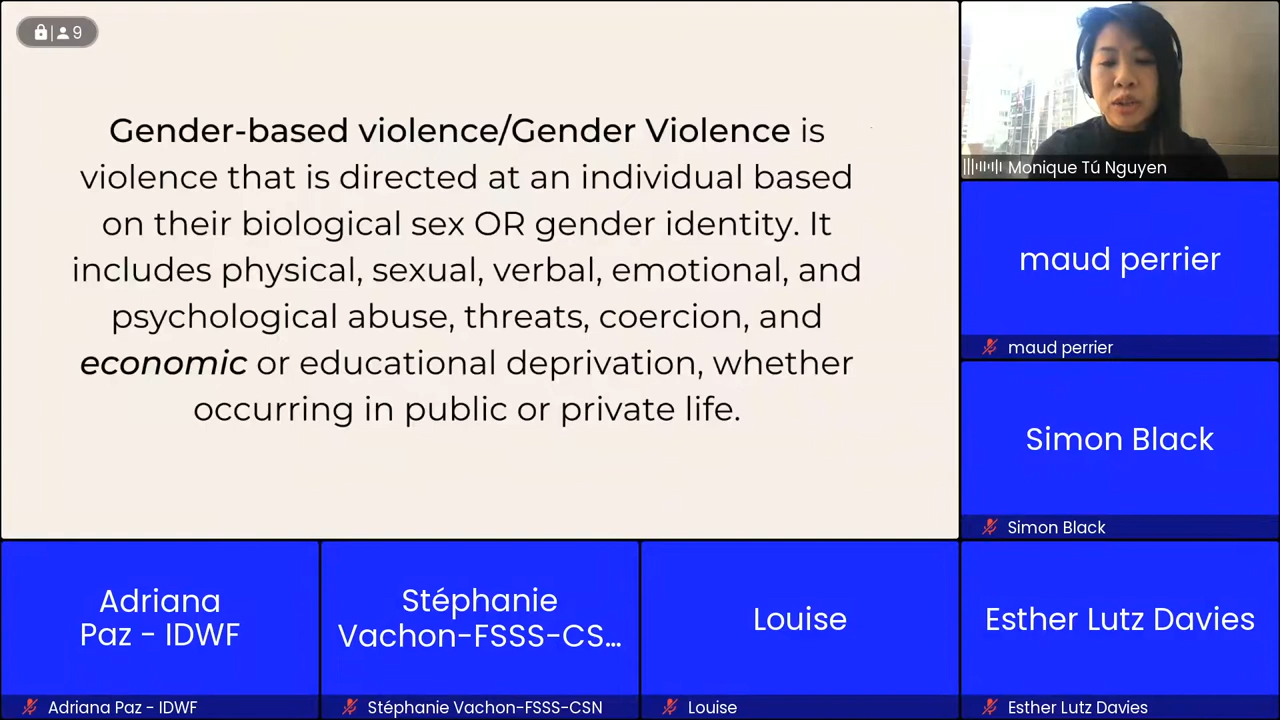 9
Gender-based violence/Gender Violence is
violence that is directed at an individual based
on their biological sex OR gender identity. It
includes physical, sexual, verbal, emotional, and
psychological abuse, threats, coercion, and
economic or educational deprivation, whether
occurring in public or private life.
Monique Tú Nguyen
maud perrier
maud perrier
Simon Black
Simon Black
Adriana
Paz - IDWF
Adriana Paz - IDWF
Stéphanie
Vachon-FSSS-CS...
Stéphanie Vachon-FSSS-CSN
Louise
Louise
Esther Lutz Davies
Esther Lutz Davies